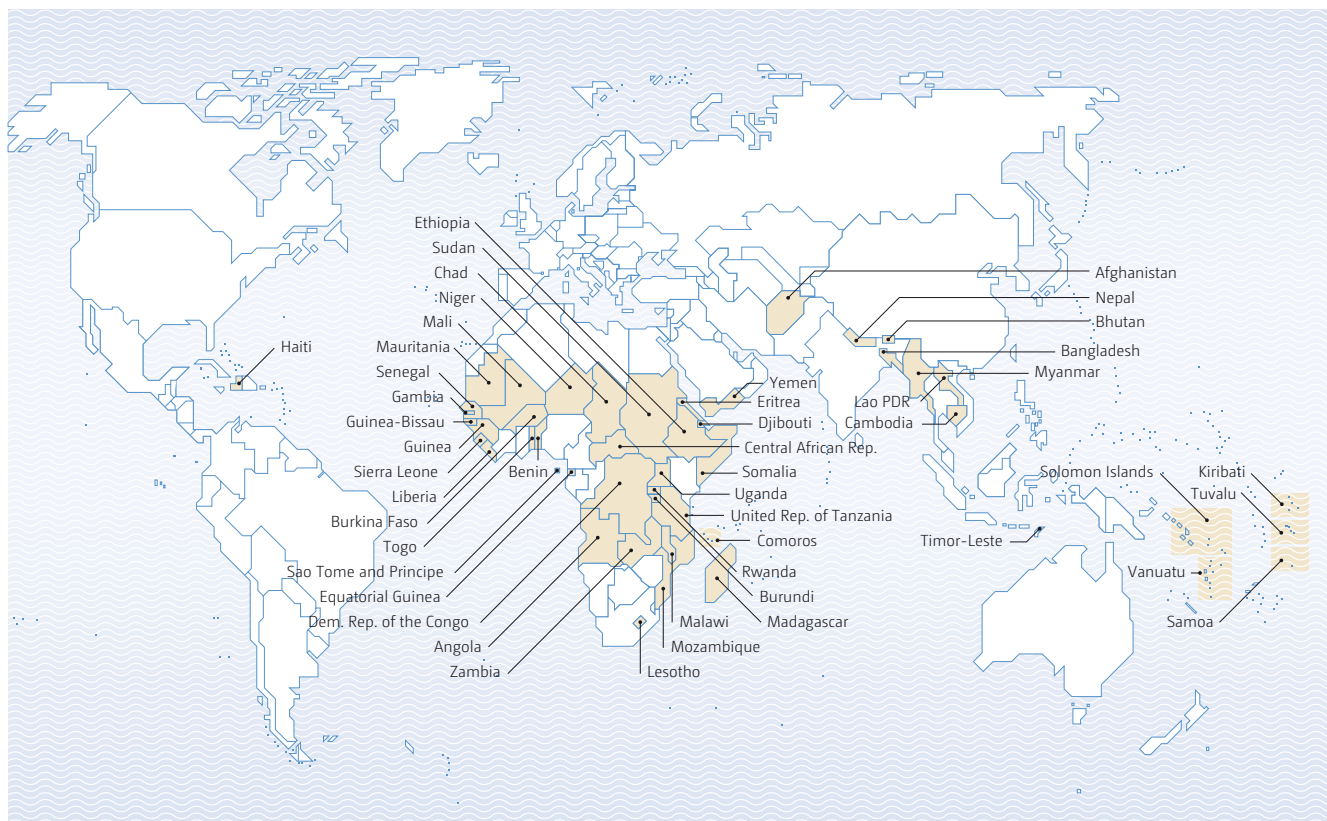 Ethiopia
Sudan
Chad
Niger
Mali
Mauritania
Senegal
Gambia
Guinea-Bissau
Guinea
Sierra Leone
Liberia
Burkina Faso
Togo
Sao Tome and Principe
Equatorial Guinea
Dem. Rep. of the Congo
Angola
Zambia
Haiti
Benin
Yemen
Eritrea
Djibouti
Central African Rep.
Somalia
Uganda
United Rep. of Tanzania
Comoros
Rwanda
Burundi
Madagascar
Malawi
Mozambique
Lesotho
Afghanistan
Nepal
Bhutan
Bangladesh
Myanmar
Lao PDR
Cambodia
Timor-Leste
Solomon Islands
Kiribati
Tuvalu
Vanuatu
Samoa